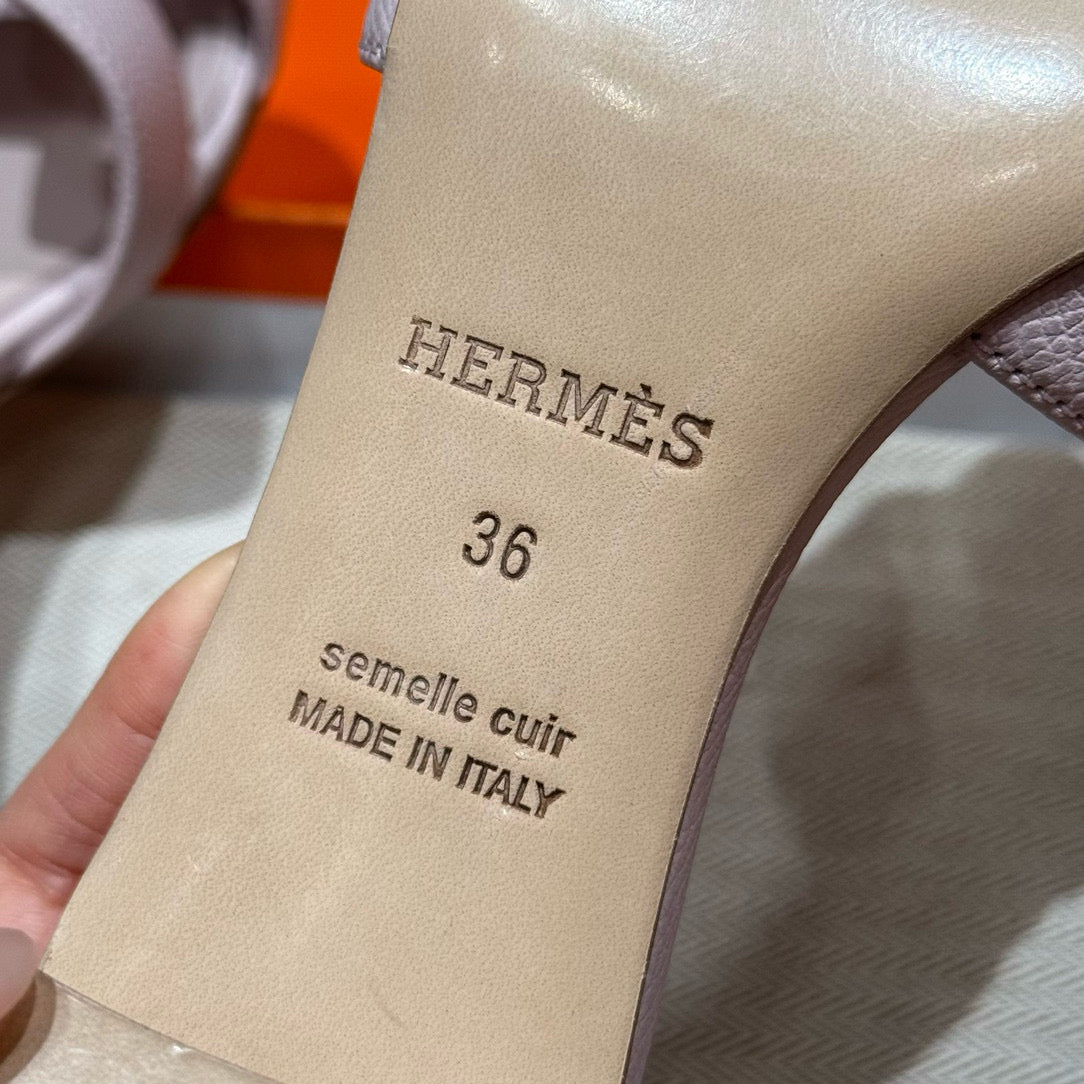 HERMÈS
36
semelle cuir
MADE IN ITALY